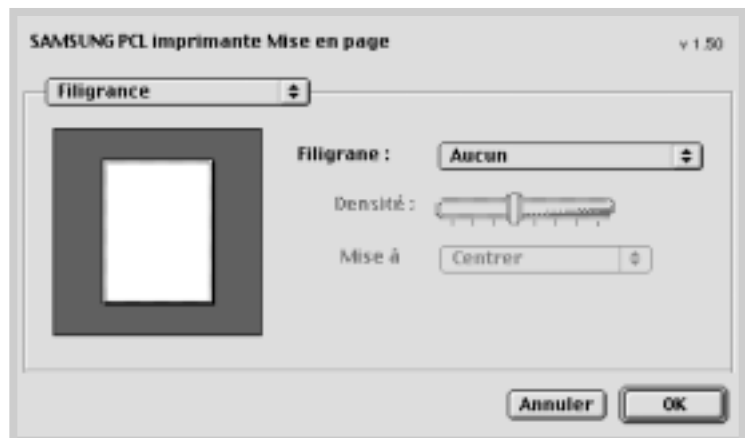 SAMSUNG PCL imprimante Mise en page v 1.50
Filigrance
Filigrane : Aucun
Densité :
Mise à Centrer
Annuler OK